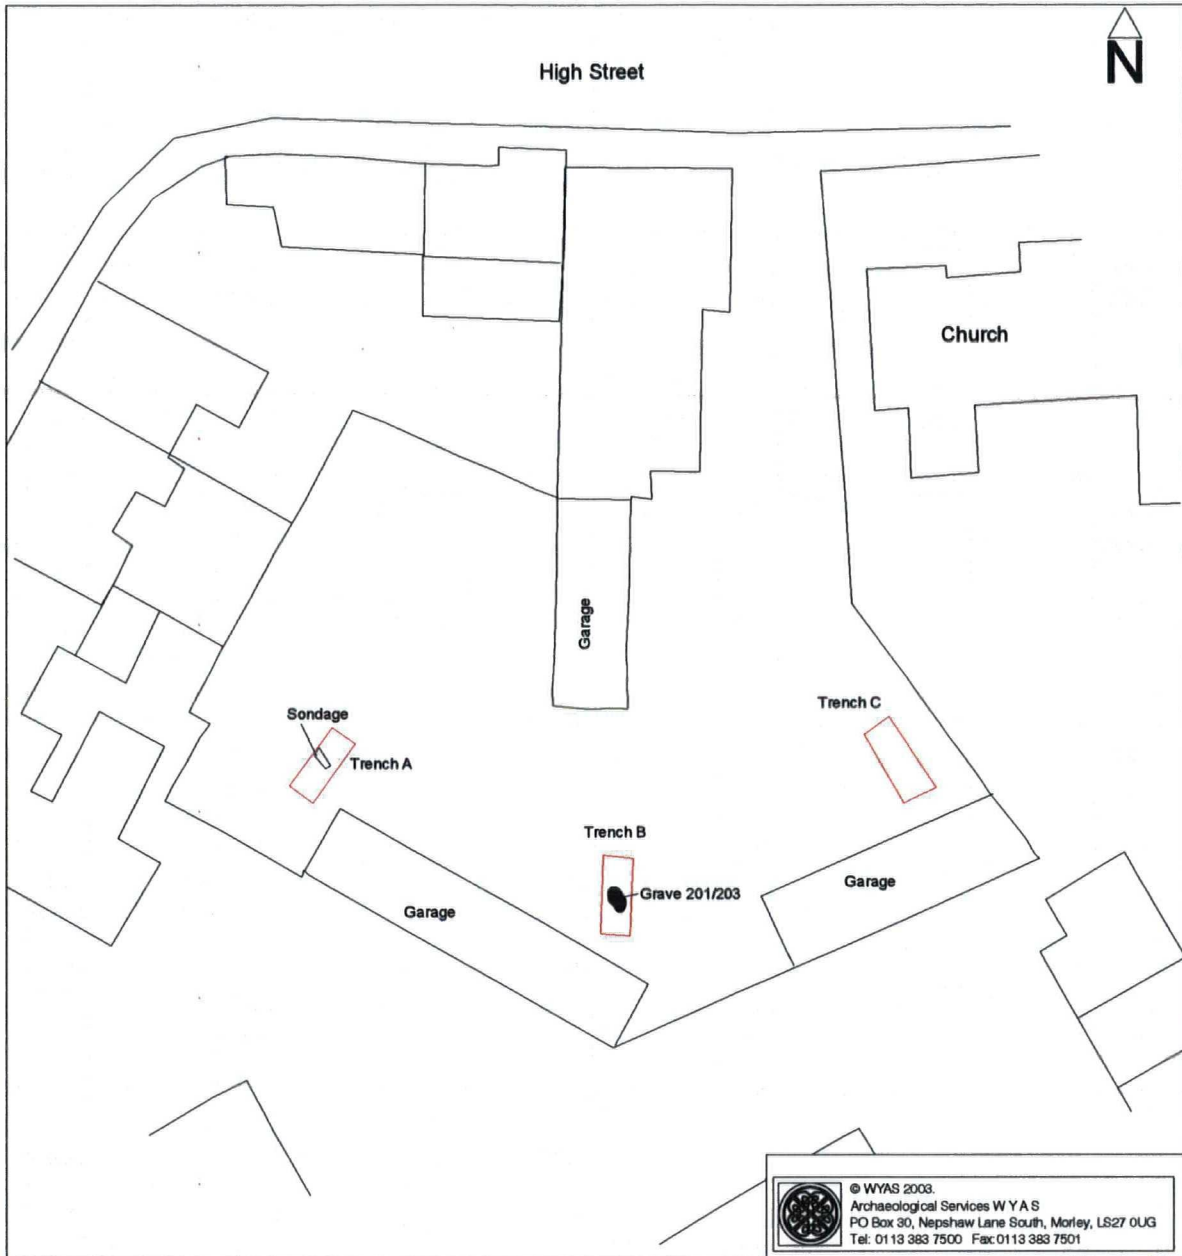 N
High Street
Church
Garage
Trench C
Sondage
Trench A
Trench B
Garage
Grave 201/203
Garage
© WYAS 2003.
Archaeological Services W Y A S
PO Box 30, Nepshaw Lane South, Morley, LS27 0UG
Tel: 0113 383 7500 Fax:0113 383 7501